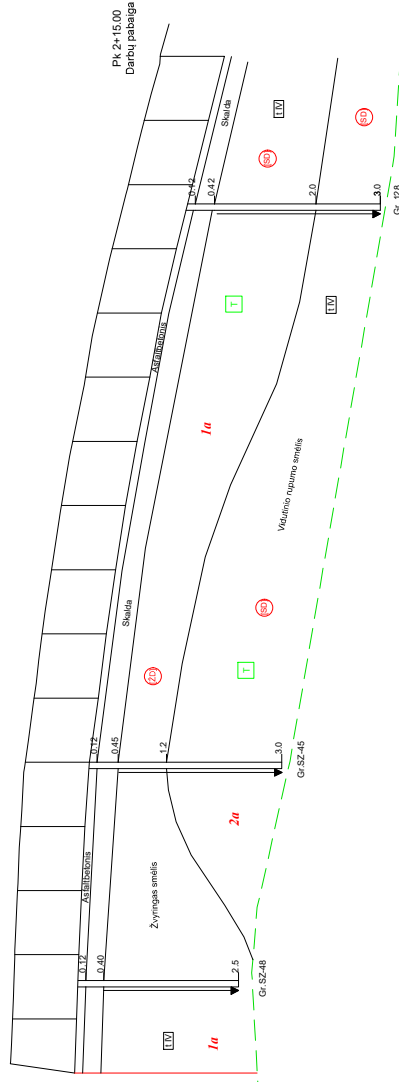 Pk 2+15.00
Darbų pabaiga
Skalda
t IV
(SD)
(SD)
0.12
0.42
2.0
3.0
Gr. 128
T
t IV
Asfaltbetonis
1a
Vidutinio rupumo smėlis
Skalda
(SD)
(ŽD)
T
0.12
0.45
1.2
3.0
Gr.SZ-45
Asfaltbetonis
Žvyringas smėlis
2a
0.12
0.40
2.5
Gr.SZ-48
t IV
1a